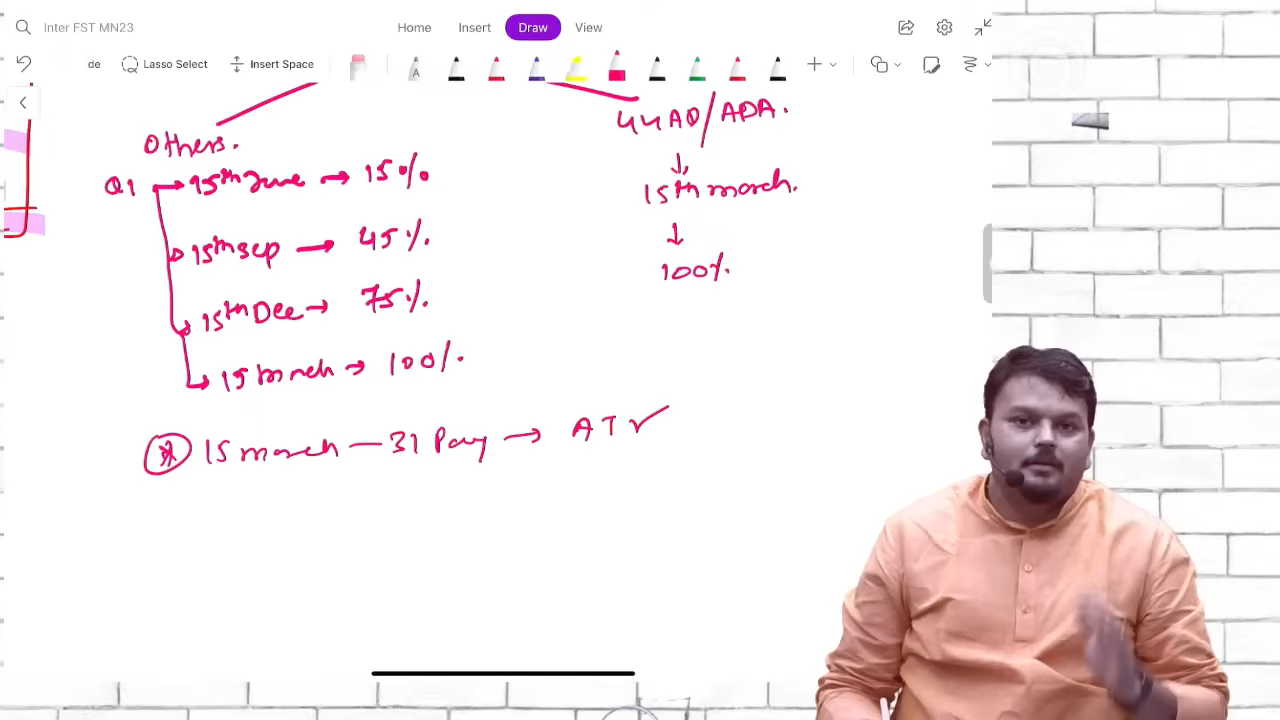 Inter FST MN23
Home Insert Draw View
de Lasso Select Insert Space
A
Others.
44AD/ADA.
Q1 → 15th June → 15%
→ 15th Sep → 45%
→ 15th Dec → 75%
→ 15 March → 100%
↓
15th March.
↓
100%
* 15 March — 31 Pay → AT ✓